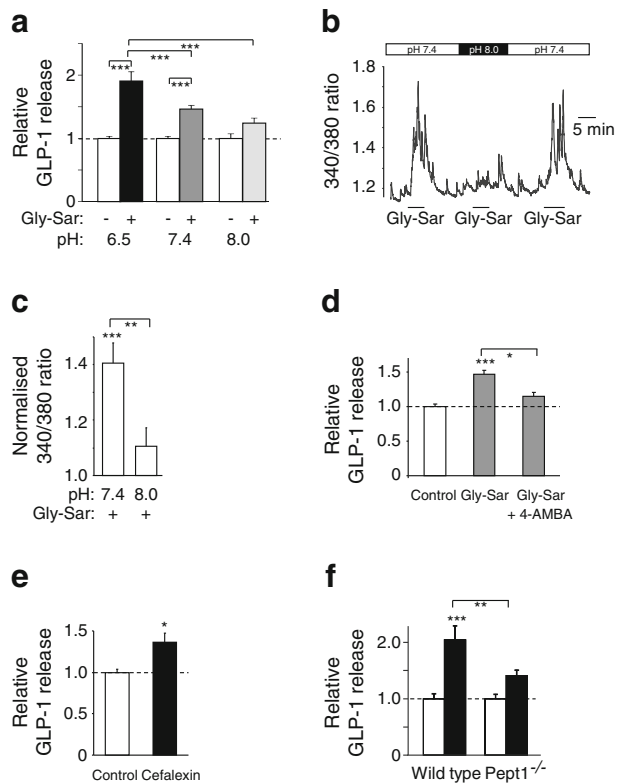 a
***
***
***
***
Relative
GLP-1 release
2
1
0
Gly-Sar: - + - + - +
pH: 6.5 7.4 8.0
b
pH 7.4 pH 8.0 pH 7.4
340/380 ratio
1.8
1.6
1.4
1.2
5 min
Gly-Sar Gly-Sar Gly-Sar
c
**
***
Normalised
340/380 ratio
1.4
1.2
1.0
pH: 7.4 8.0
Gly-Sar: + +
d
*
***
Relative
GLP-1 release
1.5
1.0
0.5
0
Control Gly-Sar Gly-Sar
+ 4-AMBA
e
*
Relative
GLP-1 release
1.5
1.0
0.5
0
Control Cefalexin
f
**
***
Relative
GLP-1 release
2.0
1.0
0
Wild type Pept1-/-